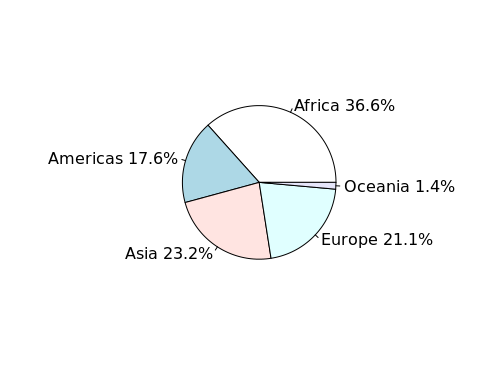 Africa 36.6%
Americas 17.6%
Oceania 1.4%
Europe 21.1%
Asia 23.2%